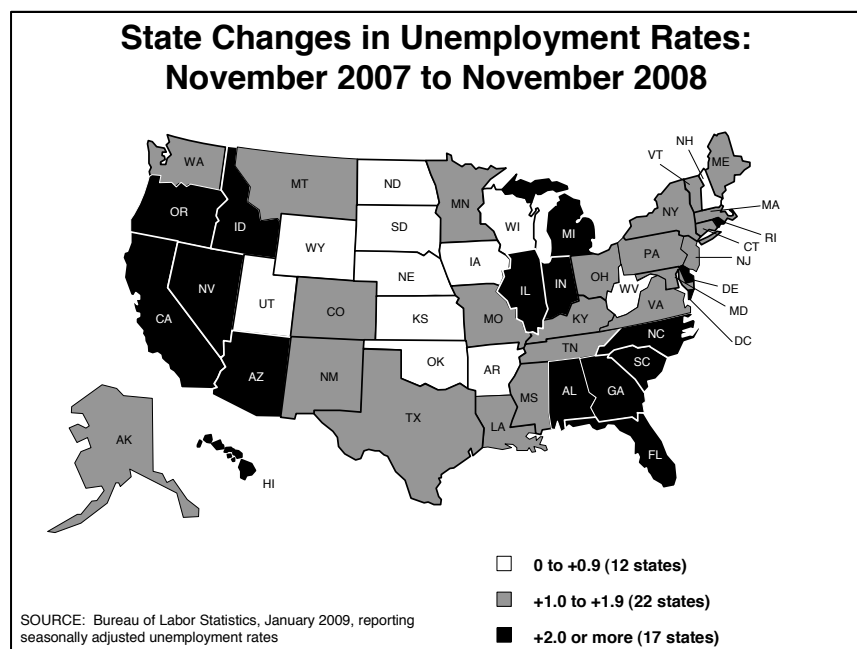 State Changes in Unemployment Rates:
November 2007 to November 2008
NH
VT
ME
WA
MT
ND
MN
OR
ID
SD
WI
MI
NY
MA
WY
RI
CT
IA
PA
NJ
NE
NV
UT
IL
IN
OH
DE
WV
MD
CA
CO
KS
MO
KY
VA
DC
NC
TN
AZ
NM
OK
AR
SC
MS
AL
GA
TX
LA
AK
FL
HI
0 to +0.9 (12 states)
+1.0 to +1.9 (22 states)
+2.0 or more (17 states)
SOURCE: Bureau of Labor Statistics, January 2009, reporting
seasonally adjusted unemployment rates